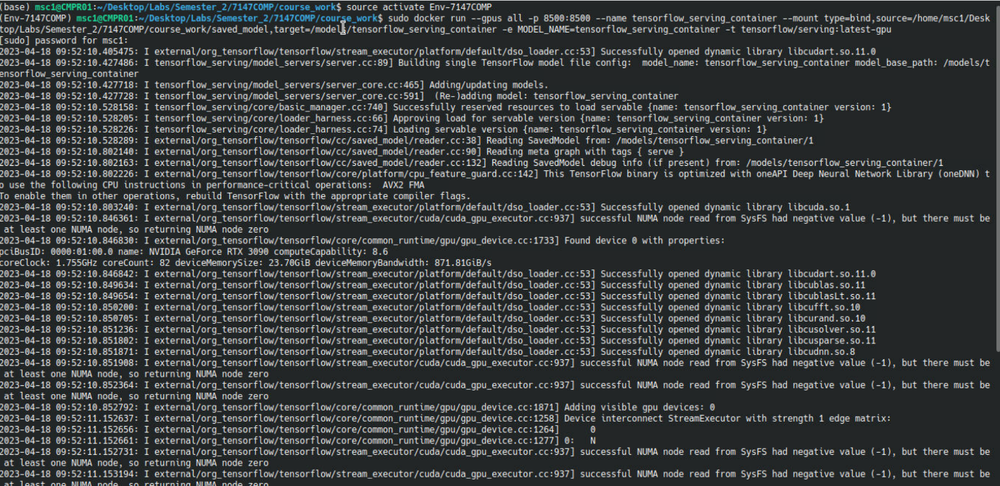 (base) msc1@CMPR01:~/Desktop/Labs/Semester_2/7147COMP/course_work$ source activate Env-7147COMP
(Env-7147COMP) msc1@CMPR01:~/Desktop/Labs/Semester_2/7147COMP/course_work$ sudo docker run --gpus all -p 8500:8500 --name tensorflow_serving_container --mount type=bind,source=/home/msc1/Desk
top/Labs/Semester_2/7147COMP/course_work/saved_model,target=/models/tensorflow_serving_container -e MODEL_NAME=tensorflow_serving_container -t tensorflow/serving:latest-gpu
[sudo] password for msc1:
2023-04-18 09:52:10.405475: I external/org_tensorflow/tensorflow/stream_executor/platform/default/dso_loader.cc:53] Successfully opened dynamic library libcudart.so.11.0
2023-04-18 09:52:10.427486: I tensorflow_serving/model_servers/server.cc:89] Building single TensorFlow model file config:  model_name: tensorflow_serving_container model_base_path: /models/t
ensorflow_serving_container
2023-04-18 09:52:10.427718: I tensorflow_serving/model_servers/server_core.cc:465] Adding/updating models.
2023-04-18 09:52:10.427728: I tensorflow_serving/model_servers/server_core.cc:591]  (Re-)adding model: tensorflow_serving_container
2023-04-18 09:52:10.528158: I tensorflow_serving/core/basic_manager.cc:740] Successfully reserved resources to load servable {name: tensorflow_serving_container version: 1}
2023-04-18 09:52:10.528205: I tensorflow_serving/core/loader_harness.cc:66] Approving load for servable version {name: tensorflow_serving_container version: 1}
2023-04-18 09:52:10.528226: I tensorflow_serving/core/loader_harness.cc:74] Loading servable version {name: tensorflow_serving_container version: 1}
2023-04-18 09:52:10.528289: I external/org_tensorflow/tensorflow/cc/saved_model/reader.cc:38] Reading SavedModel from: /models/tensorflow_serving_container/1
2023-04-18 09:52:10.802140: I external/org_tensorflow/tensorflow/cc/saved_model/reader.cc:90] Reading meta graph with tags { serve }
2023-04-18 09:52:10.802163: I external/org_tensorflow/tensorflow/cc/saved_model/reader.cc:132] Reading SavedModel debug info (if present) from: /models/tensorflow_serving_container/1
2023-04-18 09:52:10.802226: I external/org_tensorflow/tensorflow/core/platform/cpu_feature_guard.cc:142] This TensorFlow binary is optimized with oneAPI Deep Neural Network Library (oneDNN) t
o use the following CPU instructions in performance-critical operations:  AVX2 FMA
To enable them in other operations, rebuild TensorFlow with the appropriate compiler flags.
2023-04-18 09:52:10.803240: I external/org_tensorflow/tensorflow/stream_executor/platform/default/dso_loader.cc:53] Successfully opened dynamic library libcuda.so.1
2023-04-18 09:52:10.846361: I external/org_tensorflow/tensorflow/stream_executor/cuda/cuda_gpu_executor.cc:937] successful NUMA node read from SysFS had negative value (-1), but there must be
 at least one NUMA node, so returning NUMA node zero
2023-04-18 09:52:10.846830: I external/org_tensorflow/tensorflow/core/common_runtime/gpu/gpu_device.cc:1733] Found device 0 with properties:
pciBusID: 0000:01:00.0 name: NVIDIA GeForce RTX 3090 computeCapability: 8.6
coreClock: 1.755GHz coreCount: 82 deviceMemorySize: 23.70GiB deviceMemoryBandwidth: 871.81GiB/s
2023-04-18 09:52:10.846842: I external/org_tensorflow/tensorflow/stream_executor/platform/default/dso_loader.cc:53] Successfully opened dynamic library libcudart.so.11.0
2023-04-18 09:52:10.849634: I external/org_tensorflow/tensorflow/stream_executor/platform/default/dso_loader.cc:53] Successfully opened dynamic library libcublas.so.11
2023-04-18 09:52:10.849654: I external/org_tensorflow/tensorflow/stream_executor/platform/default/dso_loader.cc:53] Successfully opened dynamic library libcublasLt.so.11
2023-04-18 09:52:10.850200: I external/org_tensorflow/tensorflow/stream_executor/platform/default/dso_loader.cc:53] Successfully opened dynamic library libcufft.so.10
2023-04-18 09:52:10.850705: I external/org_tensorflow/tensorflow/stream_executor/platform/default/dso_loader.cc:53] Successfully opened dynamic library libcurand.so.10
2023-04-18 09:52:10.851236: I external/org_tensorflow/tensorflow/stream_executor/platform/default/dso_loader.cc:53] Successfully opened dynamic library libcusolver.so.11
2023-04-18 09:52:10.851802: I external/org_tensorflow/tensorflow/stream_executor/platform/default/dso_loader.cc:53] Successfully opened dynamic library libcusparse.so.11
2023-04-18 09:52:10.851871: I external/org_tensorflow/tensorflow/stream_executor/platform/default/dso_loader.cc:53] Successfully opened dynamic library libcudnn.so.8
2023-04-18 09:52:10.851908: I external/org_tensorflow/tensorflow/stream_executor/cuda/cuda_gpu_executor.cc:937] successful NUMA node read from SysFS had negative value (-1), but there must be
 at least one NUMA node, so returning NUMA node zero
2023-04-18 09:52:10.852364: I external/org_tensorflow/tensorflow/stream_executor/cuda/cuda_gpu_executor.cc:937] successful NUMA node read from SysFS had negative value (-1), but there must be
 at least one NUMA node, so returning NUMA node zero
2023-04-18 09:52:10.852792: I external/org_tensorflow/tensorflow/core/common_runtime/gpu/gpu_device.cc:1871] Adding visible gpu devices: 0
2023-04-18 09:52:11.152637: I external/org_tensorflow/tensorflow/core/common_runtime/gpu/gpu_device.cc:1258] Device interconnect StreamExecutor with strength 1 edge matrix:
2023-04-18 09:52:11.152656: I external/org_tensorflow/tensorflow/core/common_runtime/gpu/gpu_device.cc:1264]      0
2023-04-18 09:52:11.152661: I external/org_tensorflow/tensorflow/core/common_runtime/gpu/gpu_device.cc:1277] 0:   N
2023-04-18 09:52:11.152731: I external/org_tensorflow/tensorflow/stream_executor/cuda/cuda_gpu_executor.cc:937] successful NUMA node read from SysFS had negative value (-1), but there must be
 at least one NUMA node, so returning NUMA node zero
2023-04-18 09:52:11.153194: I external/org_tensorflow/tensorflow/stream_executor/cuda/cuda_gpu_executor.cc:937] successful NUMA node read from SysFS had negative value (-1), but there must be
 at least one NUMA node, so returning NUMA node zero